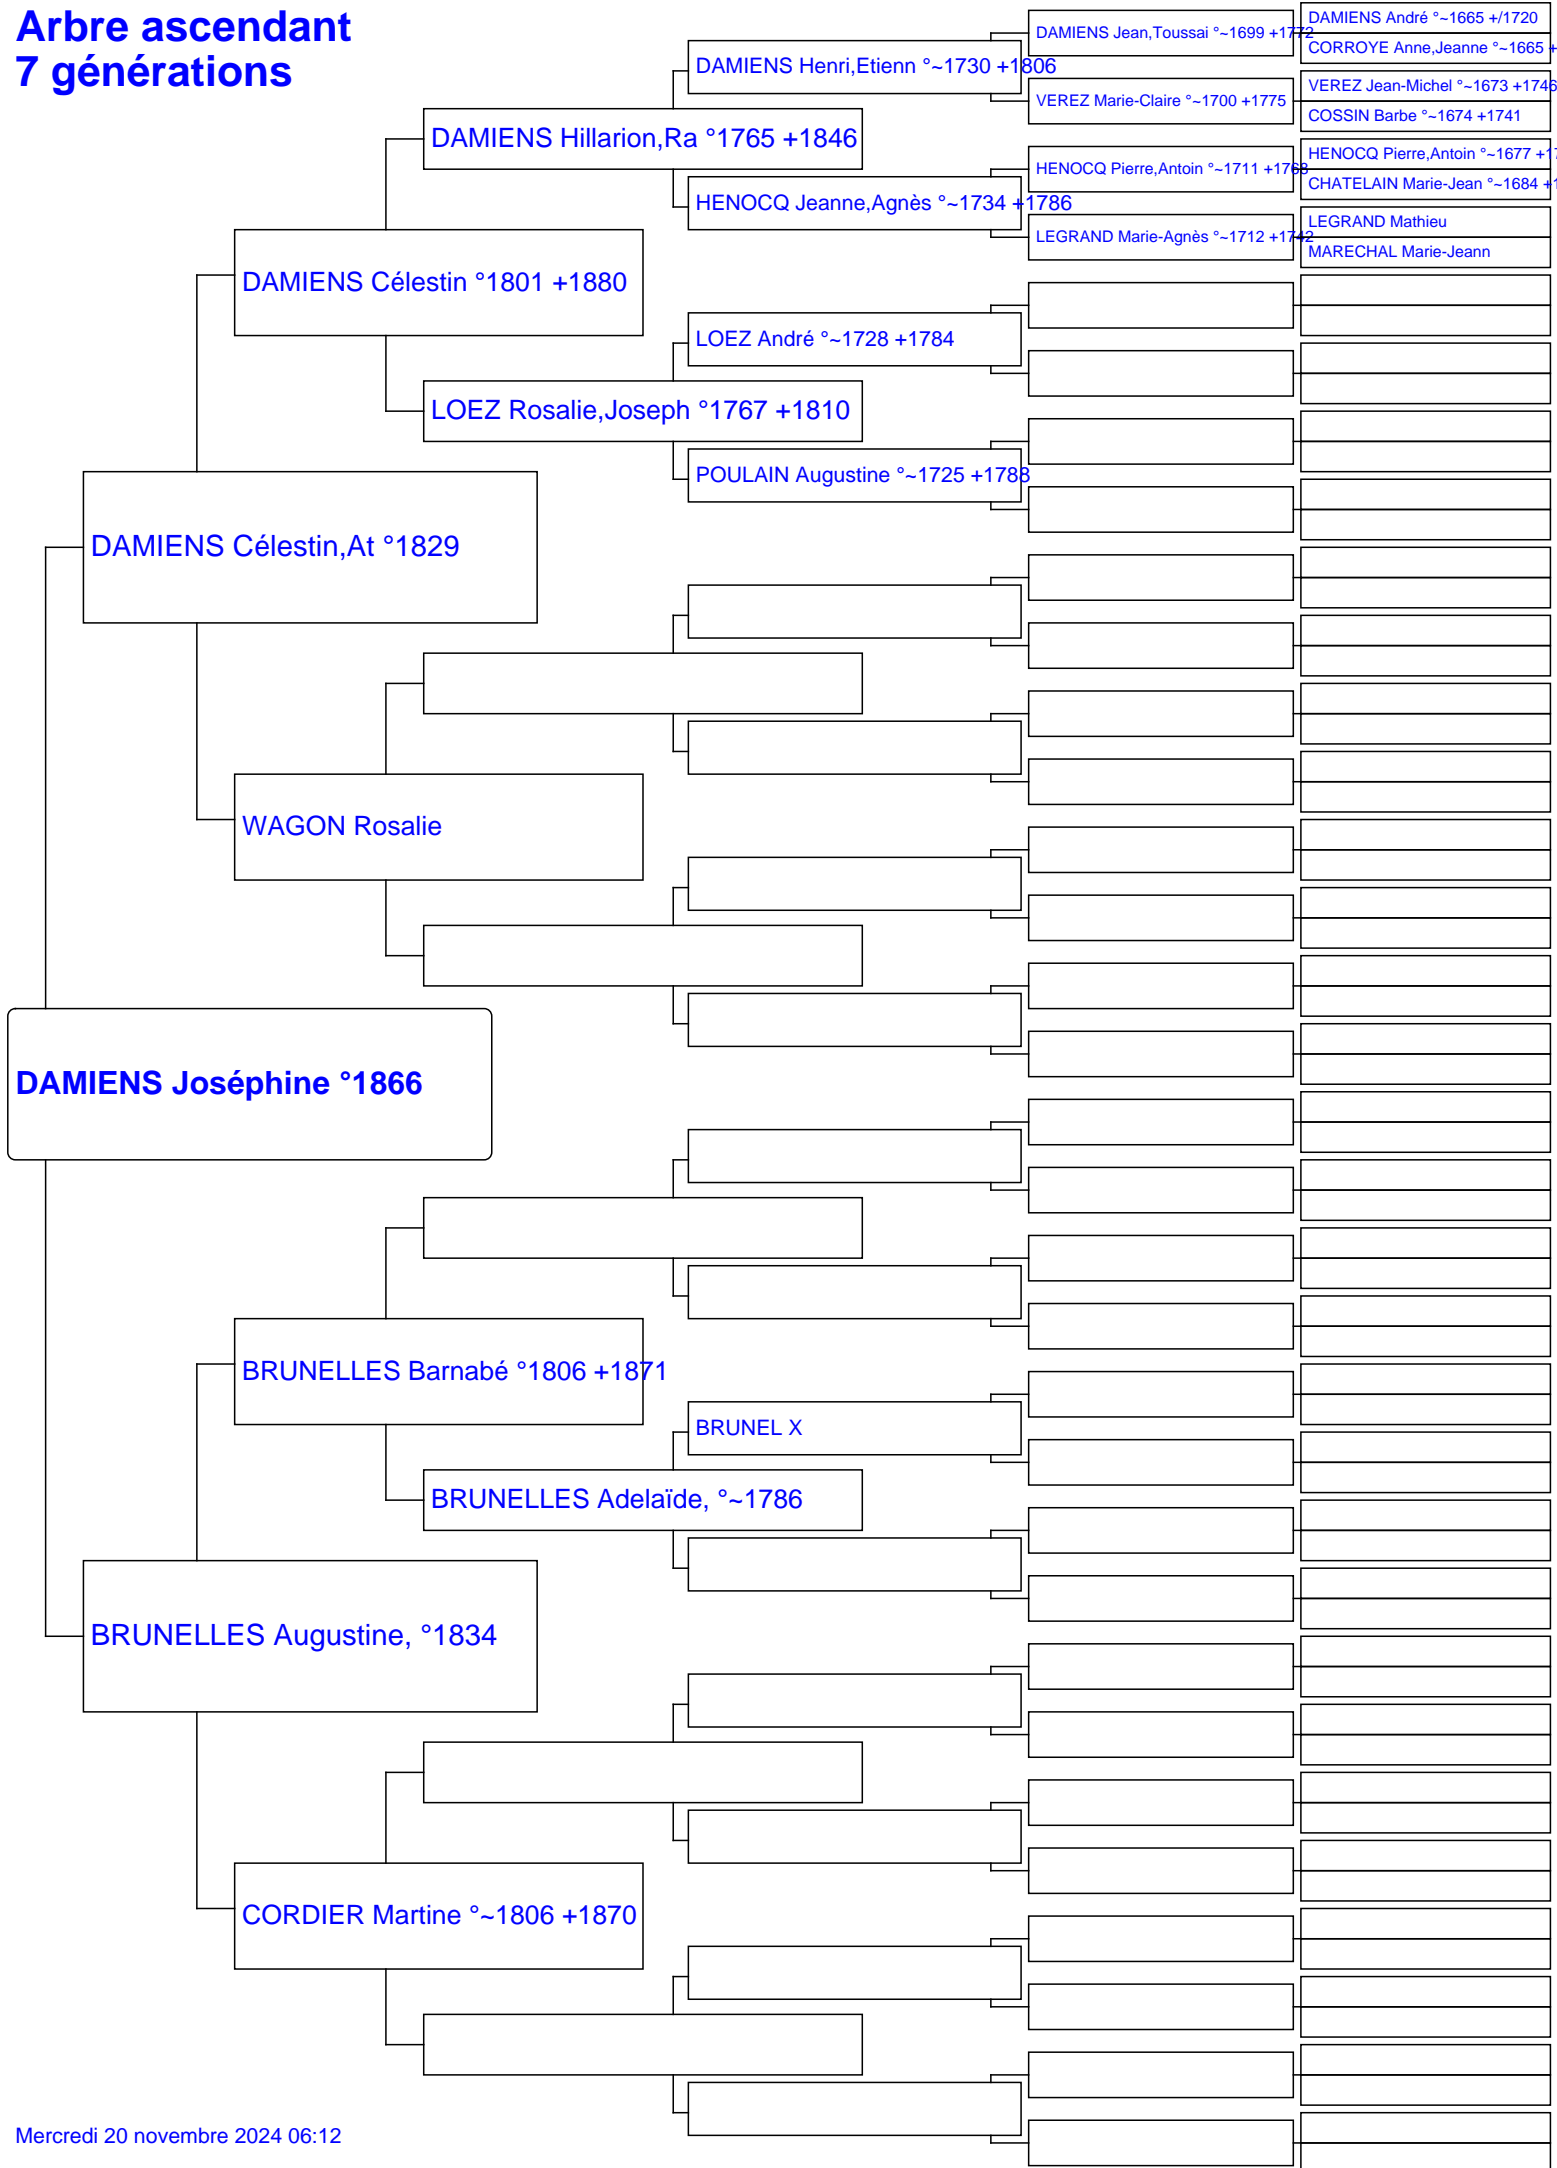 Arbre ascendant
7 générations
DAMIENS Joséphine °1866
DAMIENS Célestin,At °1829
BRUNELLES Augustine, °1834
DAMIENS Célestin °1801 +1880
WAGON Rosalie
BRUNELLES Barnabé °1806 +1871
CORDIER Martine °~1806 +1870
DAMIENS Hillarion,Ra °1765 +1846
LOEZ Rosalie,Joseph °1767 +1810
BRUNELLES Adelaïde, °~1786
DAMIENS Henri,Etienn °~1730 +1806
HENOCQ Jeanne,Agnès °~1734 +1786
LOEZ André °~1728 +1784
POULAIN Augustine °~1725 +1788
BRUNEL X
DAMIENS Jean,Toussai °~1699 +1772
VEREZ Marie-Claire °~1700 +1775
HENOCQ Pierre,Antoin °~1711 +1768
LEGRAND Marie-Agnès °~1712 +1742
DAMIENS André °~1665 +/1720
CORROYE Anne,Jeanne °~1665
VEREZ Jean-Michel °~1673 +1746
COSSIN Barbe °~1674 +1741
HENOCQ Pierre,Antoin °~1677
CHATELAIN Marie-Jean °~1684
LEGRAND Mathieu
MARECHAL Marie-Jeann
Mercredi 20 novembre 2024 06:12